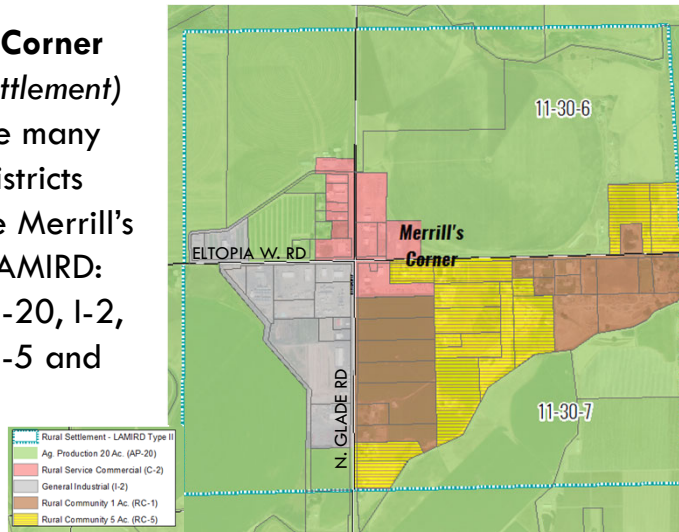 Corner
ttlement)
e many
istricts
e Merrill's
AMIRD:
-20, I-2,
-5 and
11-30-6
Merrill's
Corner
ELTOPIA W. RD
N. GLADE RD
11-30-7
Rural Settlement - LAMIRD Type II
Ag. Production 20 Ac. (AP-20)
Rural Service Commercial (C-2)
General Industrial (I-2)
Rural Community 1 Ac. (RC-1)
Rural Community 5 Ac. (RC-5)